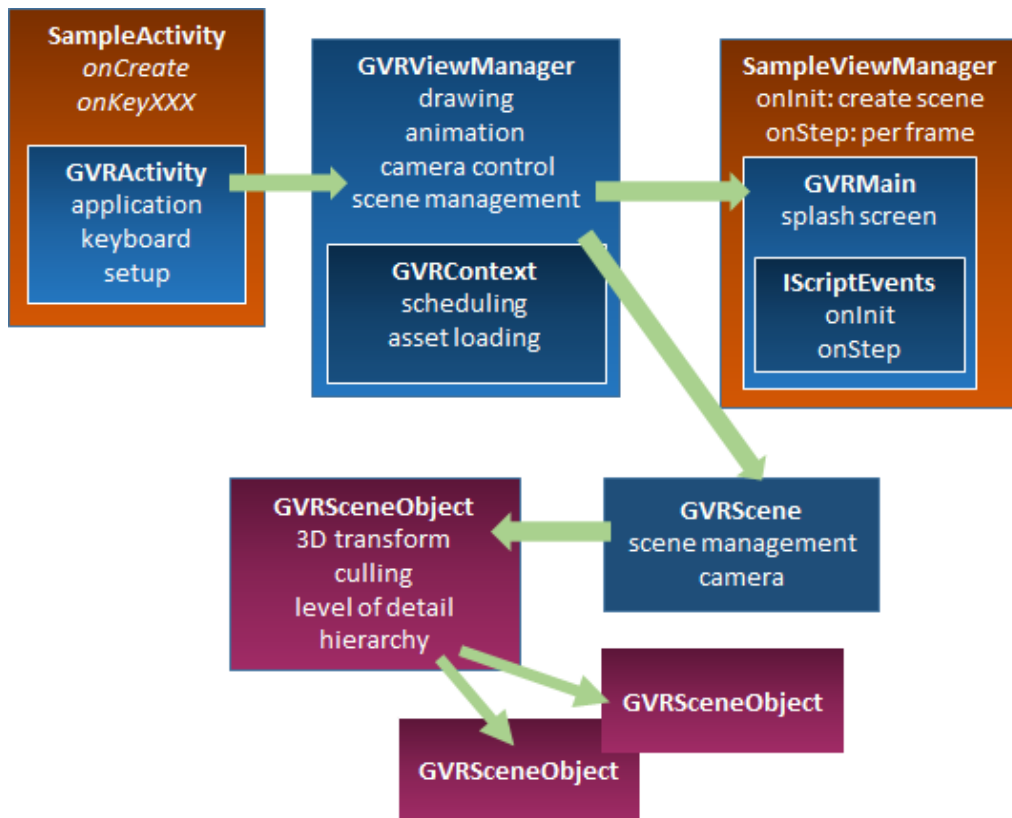 SampleActivity
onCreate
onKeyXXX
GVRActivity
application
keyboard
setup
GVRViewManager
drawing
animation
camera control
scene management
GVRContext
scheduling
asset loading
SampleViewManager
onInit: create scene
onStep: per frame
GVRMain
splash screen
IScriptEvents
onInit
onStep
GVRSceneObject
3D transform
culling
level of detail
hierarchy
GVRScene
scene management
camera
GVRSceneObject
GVRSceneObject